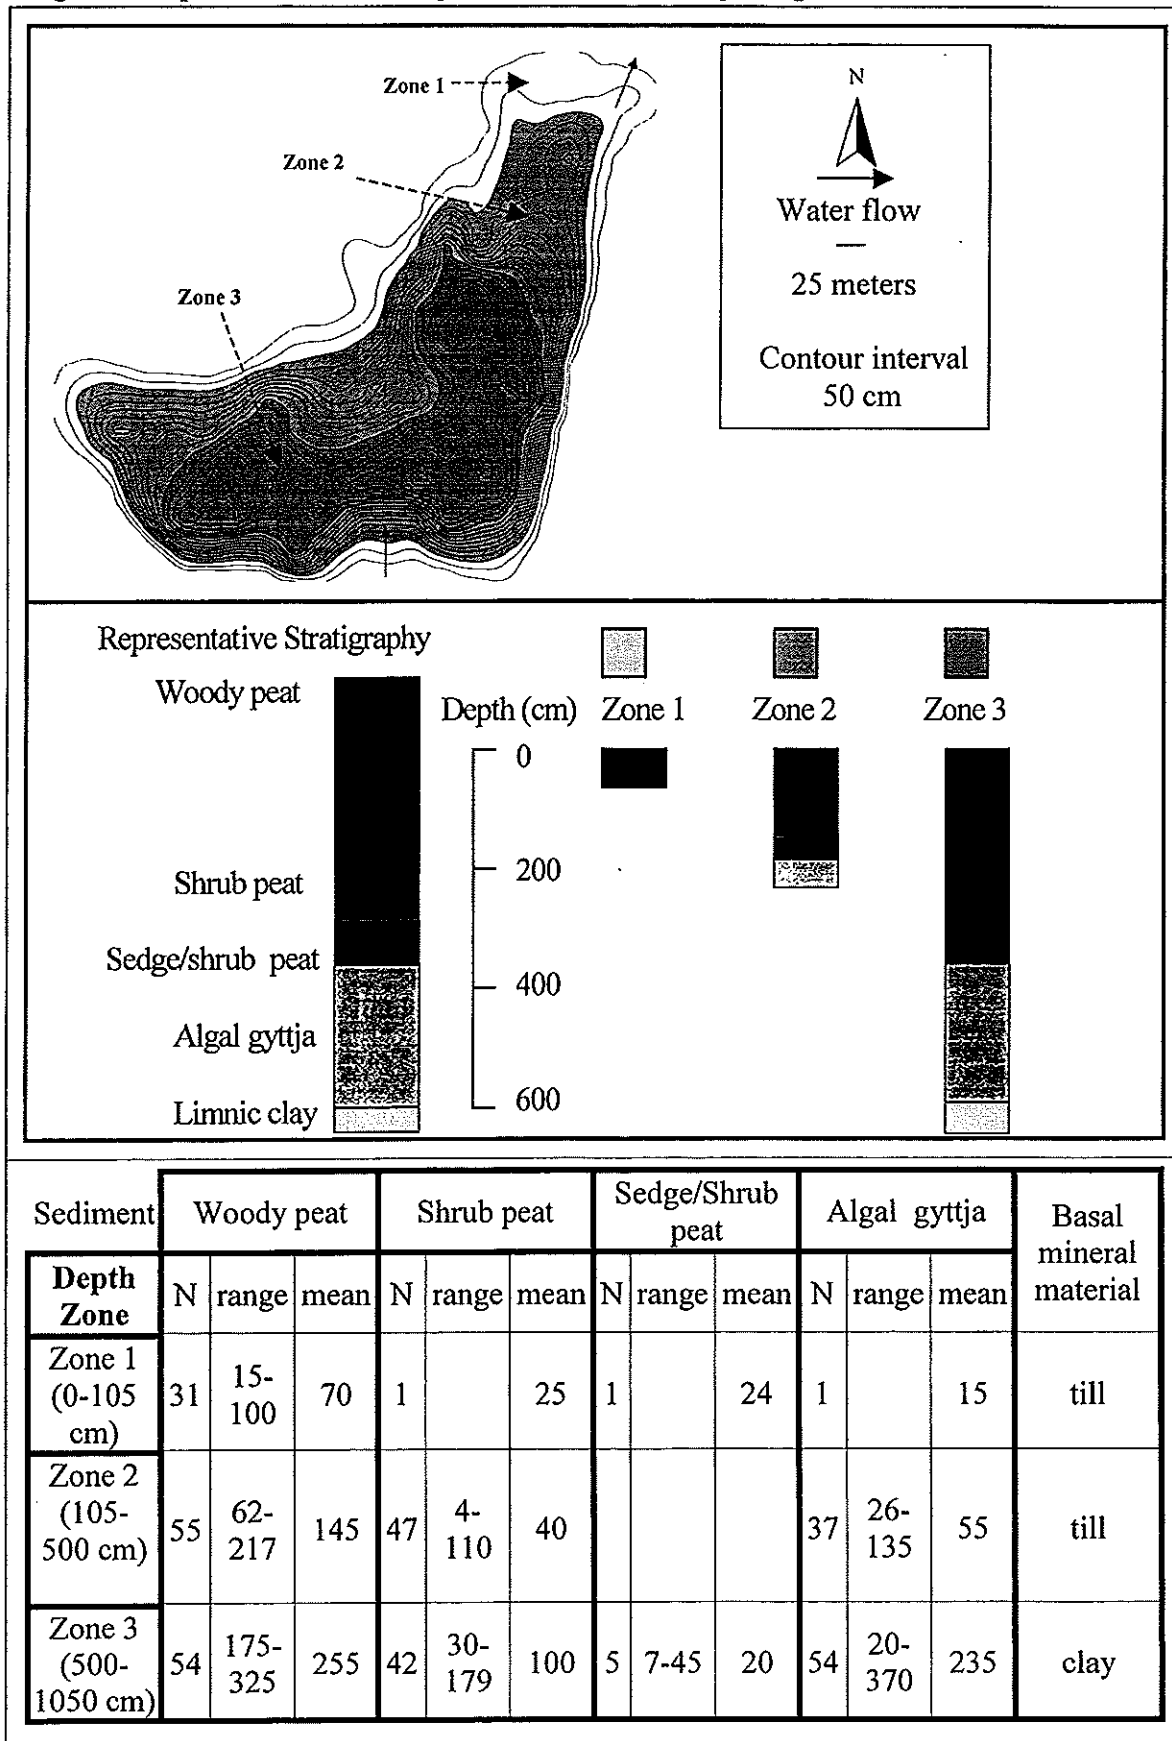 Zone 1
Zone 2
Zone 3
N
Water flow
25 meters
Contour interval
50 cm
Representative Stratigraphy
Woody peat
Shrub peat
Sedge/shrub peat
Algal gyttja
Limnic clay
Depth (cm) Zone 1 Zone 2 Zone 3
0
200
400
600
Sediment Woody peat Shrub peat Sedge/Shrub peat Algal gyttja Basal mineral material
Depth Zone N range mean N range mean N range mean N range mean
Zone 1 (0-105 cm) 31 15-100 70 1 25 1 24 1 15 till
Zone 2 (105-500 cm) 55 62-217 145 47 4-110 40 37 26-135 55 till
Zone 3 (500-1050 cm) 54 175-325 255 42 30-179 100 5 7-45 20 54 20-370 235 clay